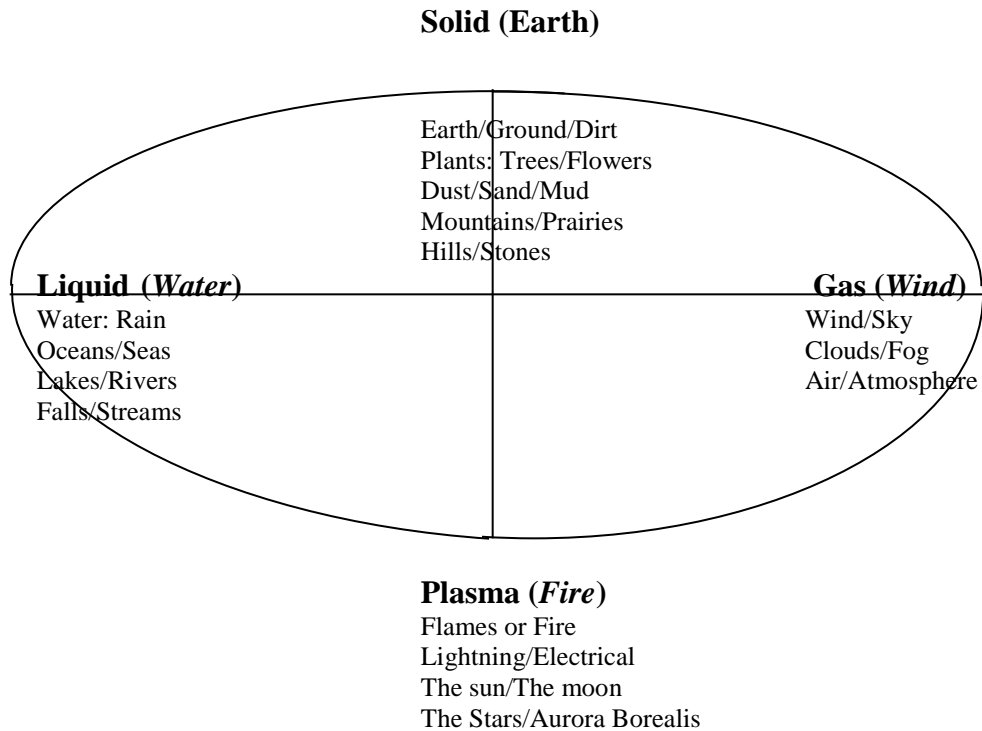 Solid (Earth)
Earth/Ground/Dirt
Plants: Trees/Flowers
Dust/Sand/Mud
Mountains/Prairies
Hills/Stones
Liquid (Water)
Water: Rain
Oceans/Seas
Lakes/Rivers
Falls/Streams
Gas (Wind)
Wind/Sky
Clouds/Fog
Air/Atmosphere
Plasma (Fire)
Flames or Fire
Lightning/Electrical
The sun/The moon
The Stars/Aurora Borealis